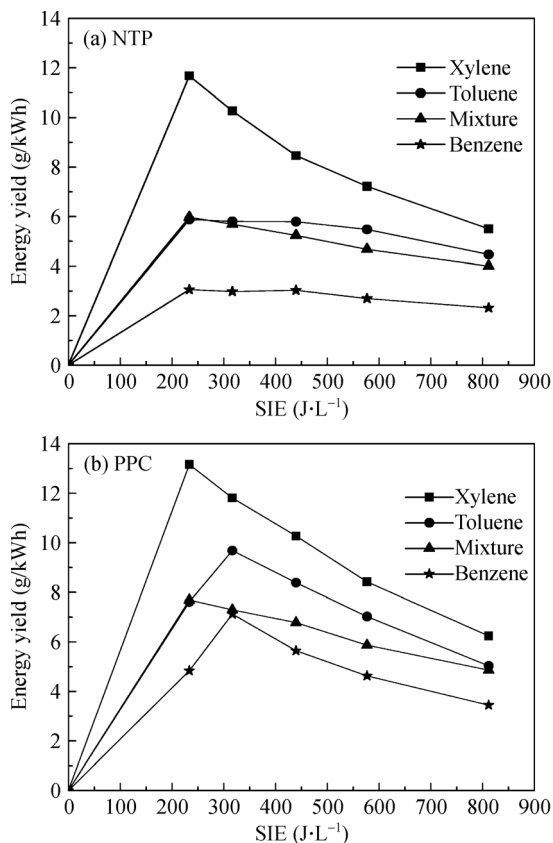 14
(a) NTP
12
10
8
6
4
2
0
Energy yield (g/kWh)
Xylene
Toluene
Mixture
Benzene
0 100 200 300 400 500 600 700 800 900
SIE (J·L⁻¹)
14
(b) PPC
12
10
8
6
4
2
0
Energy yield (g/kWh)
Xylene
Toluene
Mixture
Benzene
0 100 200 300 400 500 600 700 800 900
SIE (J·L⁻¹)